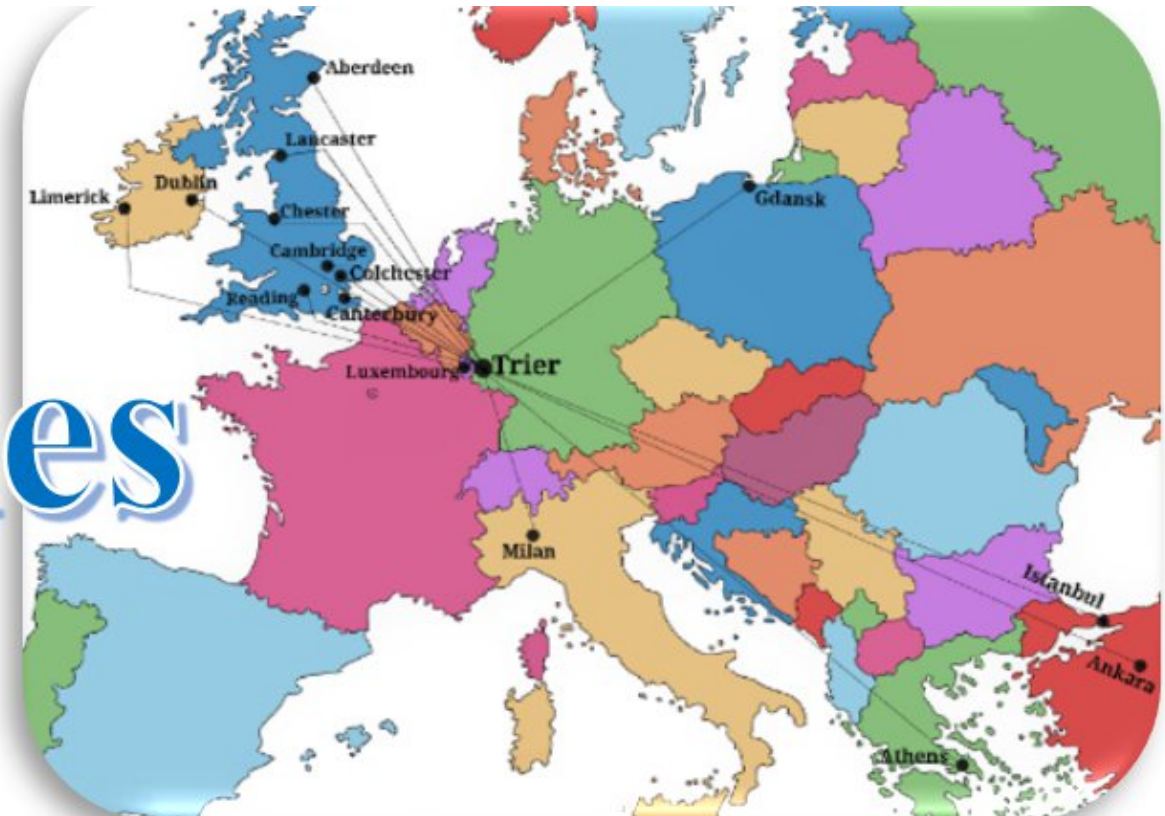 Aberdeen
Lancaster
Dublin
Limerick
Chester
Cambridge
Colchester
Reading
Canterbury
Gdansk
Luxembourg
Trier
es
Milan
Istanbul
Ankara
Athens